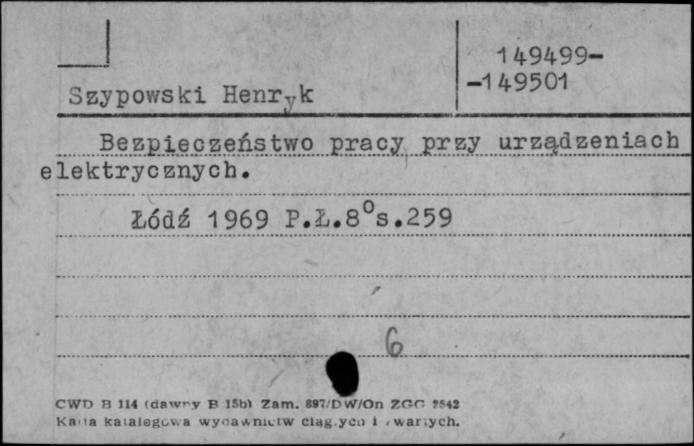 149499-
-149501
Szypowski Henryk
Bezpieczeństwo pracy przy urządzeniach
elektrycznych.
Łódź 1969 P.Ł.8°s.259
6
CWD B 114 (dawny B 15b) Zam. 897/DW/On ZGG 2542
Karta katalogowa wydawnictw ciągłych i zwartych.